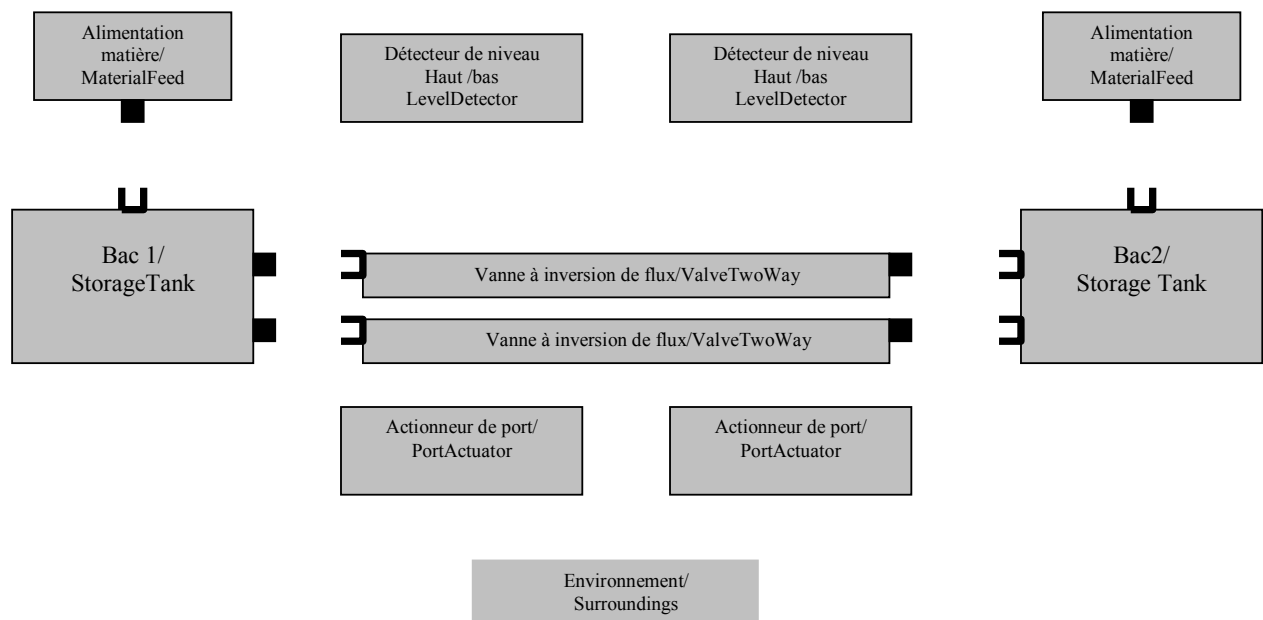 Alimentation
matière/
MaterialFeed
Détecteur de niveau
Haut /bas
LevelDetector
Détecteur de niveau
Haut /bas
LevelDetector
Alimentation
matière/
MaterialFeed
Bac 1/
StorageTank
Vanne à inversion de flux/ValveTwoWay
Vanne à inversion de flux/ValveTwoWay
Bac2/
Storage Tank
Actionneur de port/
PortActuator
Actionneur de port/
PortActuator
Environnement/
Surroundings